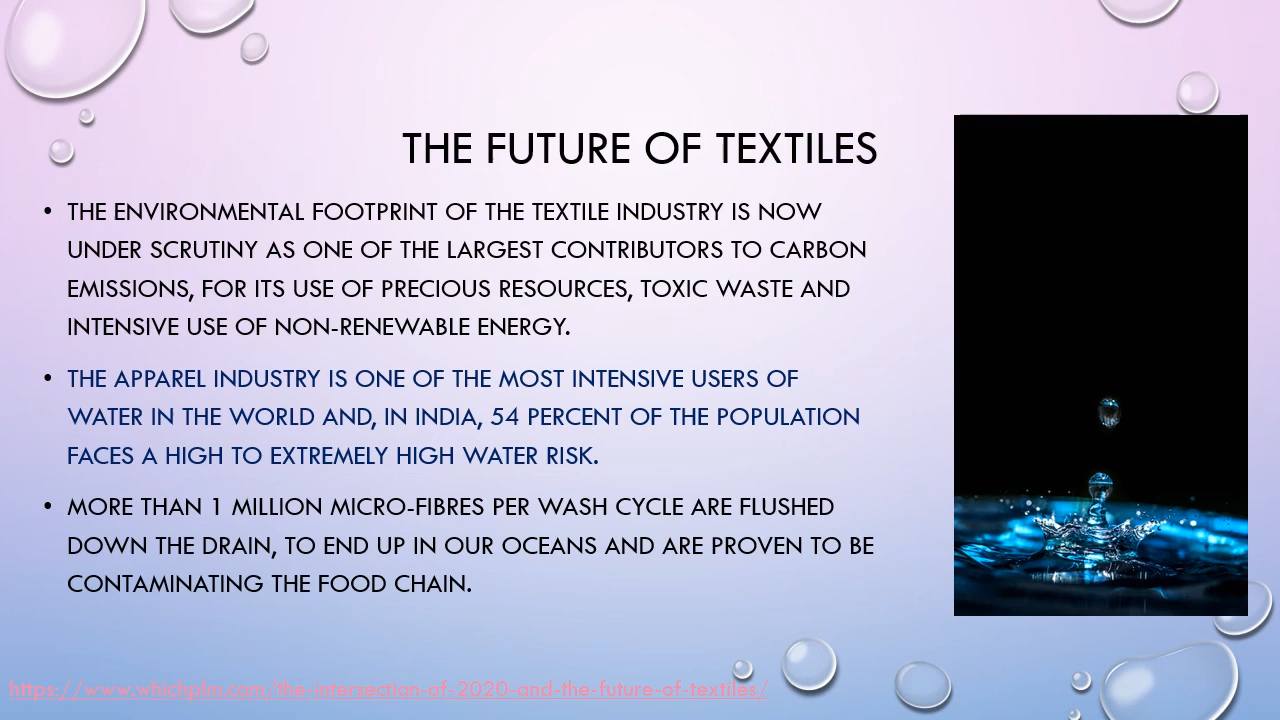 THE FUTURE OF TEXTILES
• THE ENVIRONMENTAL FOOTPRINT OF THE TEXTILE INDUSTRY IS NOW
UNDER SCRUTINY AS ONE OF THE LARGEST CONTRIBUTORS TO CARBON
EMISSIONS, FOR ITS USE OF PRECIOUS RESOURCES, TOXIC WASTE AND
INTENSIVE USE OF NON-RENEWABLE ENERGY.
• THE APPAREL INDUSTRY IS ONE OF THE MOST INTENSIVE USERS OF
WATER IN THE WORLD AND, IN INDIA, 54 PERCENT OF THE POPULATION
FACES A HIGH TO EXTREMELY HIGH WATER RISK.
• MORE THAN 1 MILLION MICRO-FIBRES PER WASH CYCLE ARE FLUSHED
DOWN THE DRAIN, TO END UP IN OUR OCEANS AND ARE PROVEN TO BE
CONTAMINATING THE FOOD CHAIN.
https://www.whichplm.com/the-intersection-of-2020-and-the-future-of-textiles/